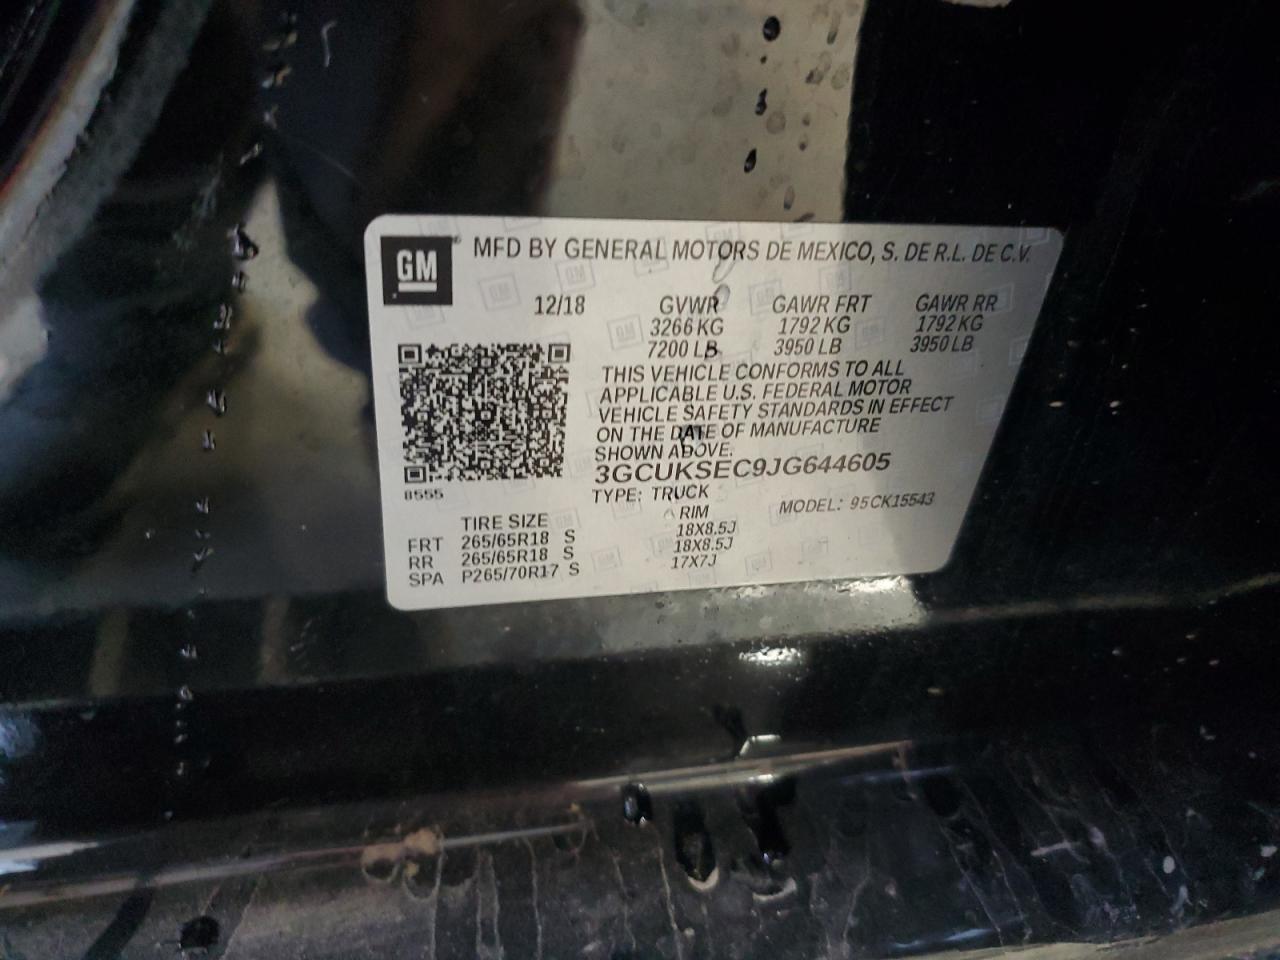 GM
®
MFD BY GENERAL MOTORS DE MEXICO, S. DE R.L. DE C.V.
12/18 GVWR GAWR FRT GAWR RR
3266 KG 1792 KG 1792 KG
7200 LB 3950 LB 3950 LB
THIS VEHICLE CONFORMS TO ALL
APPLICABLE U.S. FEDERAL MOTOR
VEHICLE SAFETY STANDARDS IN EFFECT
ON THE DATE OF MANUFACTURE
SHOWN ABOVE.
3GCUKSEC9JG644605
8555
TYPE: TRUCK MODEL: 95CK15543
TIRE SIZE RIM
FRT 265/65R18 S 18X8.5J
RR 265/65R18 S 18X8.5J
SPA P265/70R17 S 17X7J